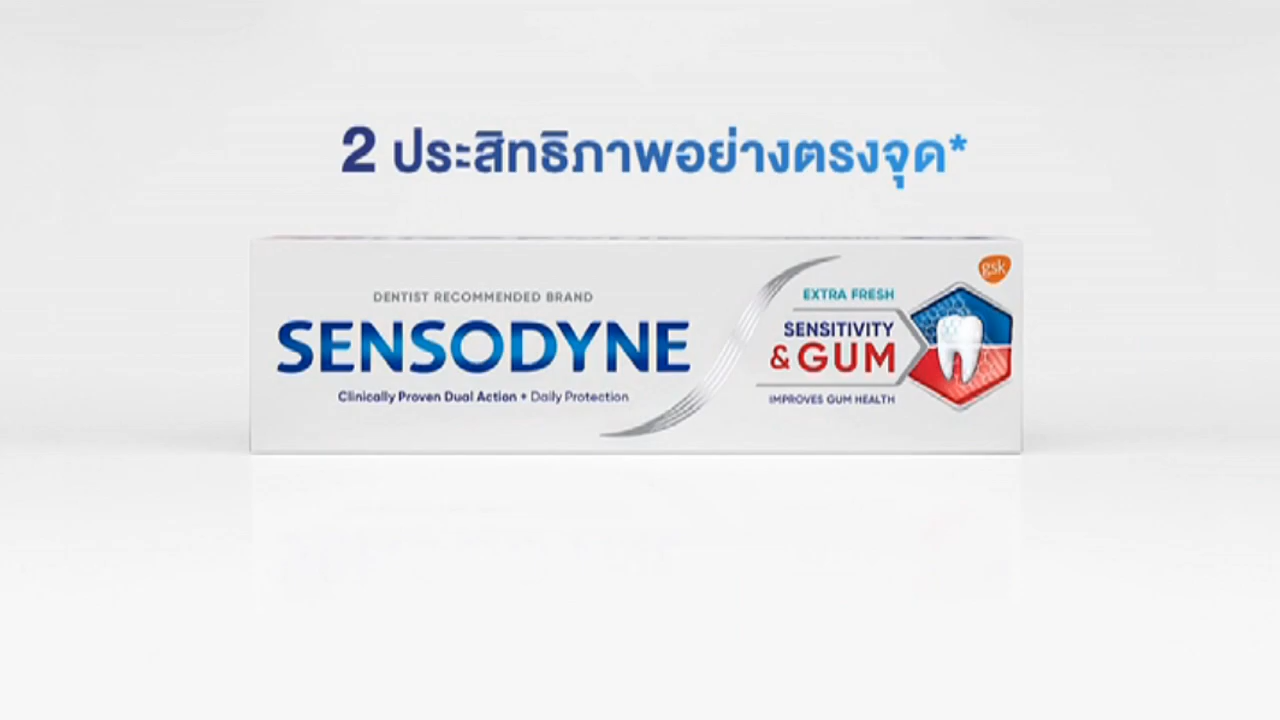 2 ประสิทธิภาพอย่างตรงจุด*
gsk
DENTIST RECOMMENDED BRAND
SENSODYNE
Clinically Proven Dual Action + Daily Protection
EXTRA FRESH
SENSITIVITY
& GUM
IMPROVES GUM HEALTH